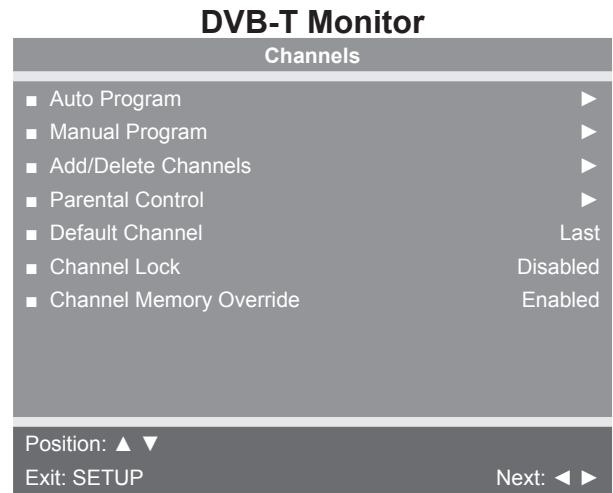 DVB-T Monitor
Channels
■ Auto Program ►
■ Manual Program ►
■ Add/Delete Channels ►
■ Parental Control ►
■ Default Channel Last
■ Channel Lock Disabled
■ Channel Memory Override Enabled
Position: ▲ ▼
Exit: SETUP Next: ◄ ►